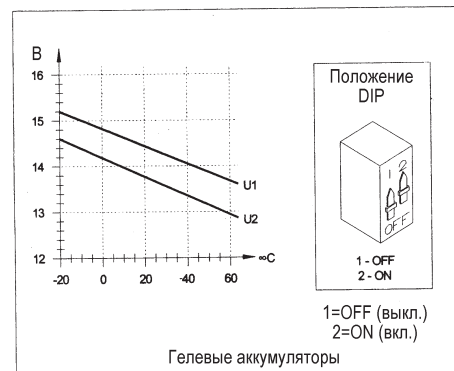 В
16
15
14
13
12
-20
0
20
40
60
∞C
U1
U2
Положение
DIP
1 2
OFF
1 - OFF
2 - ON
1=OFF (выкл.)
2=ON (вкл.)
Гелевые аккумуляторы